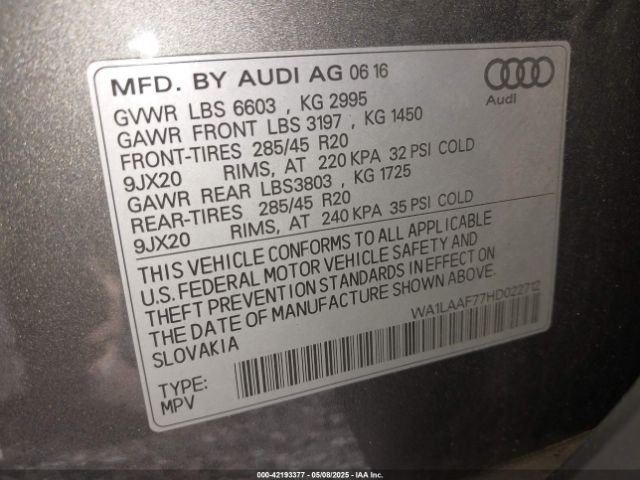 MFD. BY AUDI AG 06 16
Audi
GVWR LBS 6603 , KG 2995
GAWR FRONT LBS 3197 , KG 1450
FRONT-TIRES 285/45 R20
9JX20 RIMS, AT 220 KPA 32 PSI COLD
GAWR REAR LBS3803 , KG 1725
REAR-TIRES 285/45 R20
9JX20 RIMS, AT 240 KPA 35 PSI COLD
THIS VEHICLE CONFORMS TO ALL APPLICABLE
U.S. FEDERAL MOTOR VEHICLE SAFETY AND
THEFT PREVENTION STANDARDS IN EFFECT ON
THE DATE OF MANUFACTURE SHOWN ABOVE.
SLOVAKIA
WA1LAAF77HD022712
TYPE:
MPV
000-42193377 - 05/08/2025 - IAA Inc.